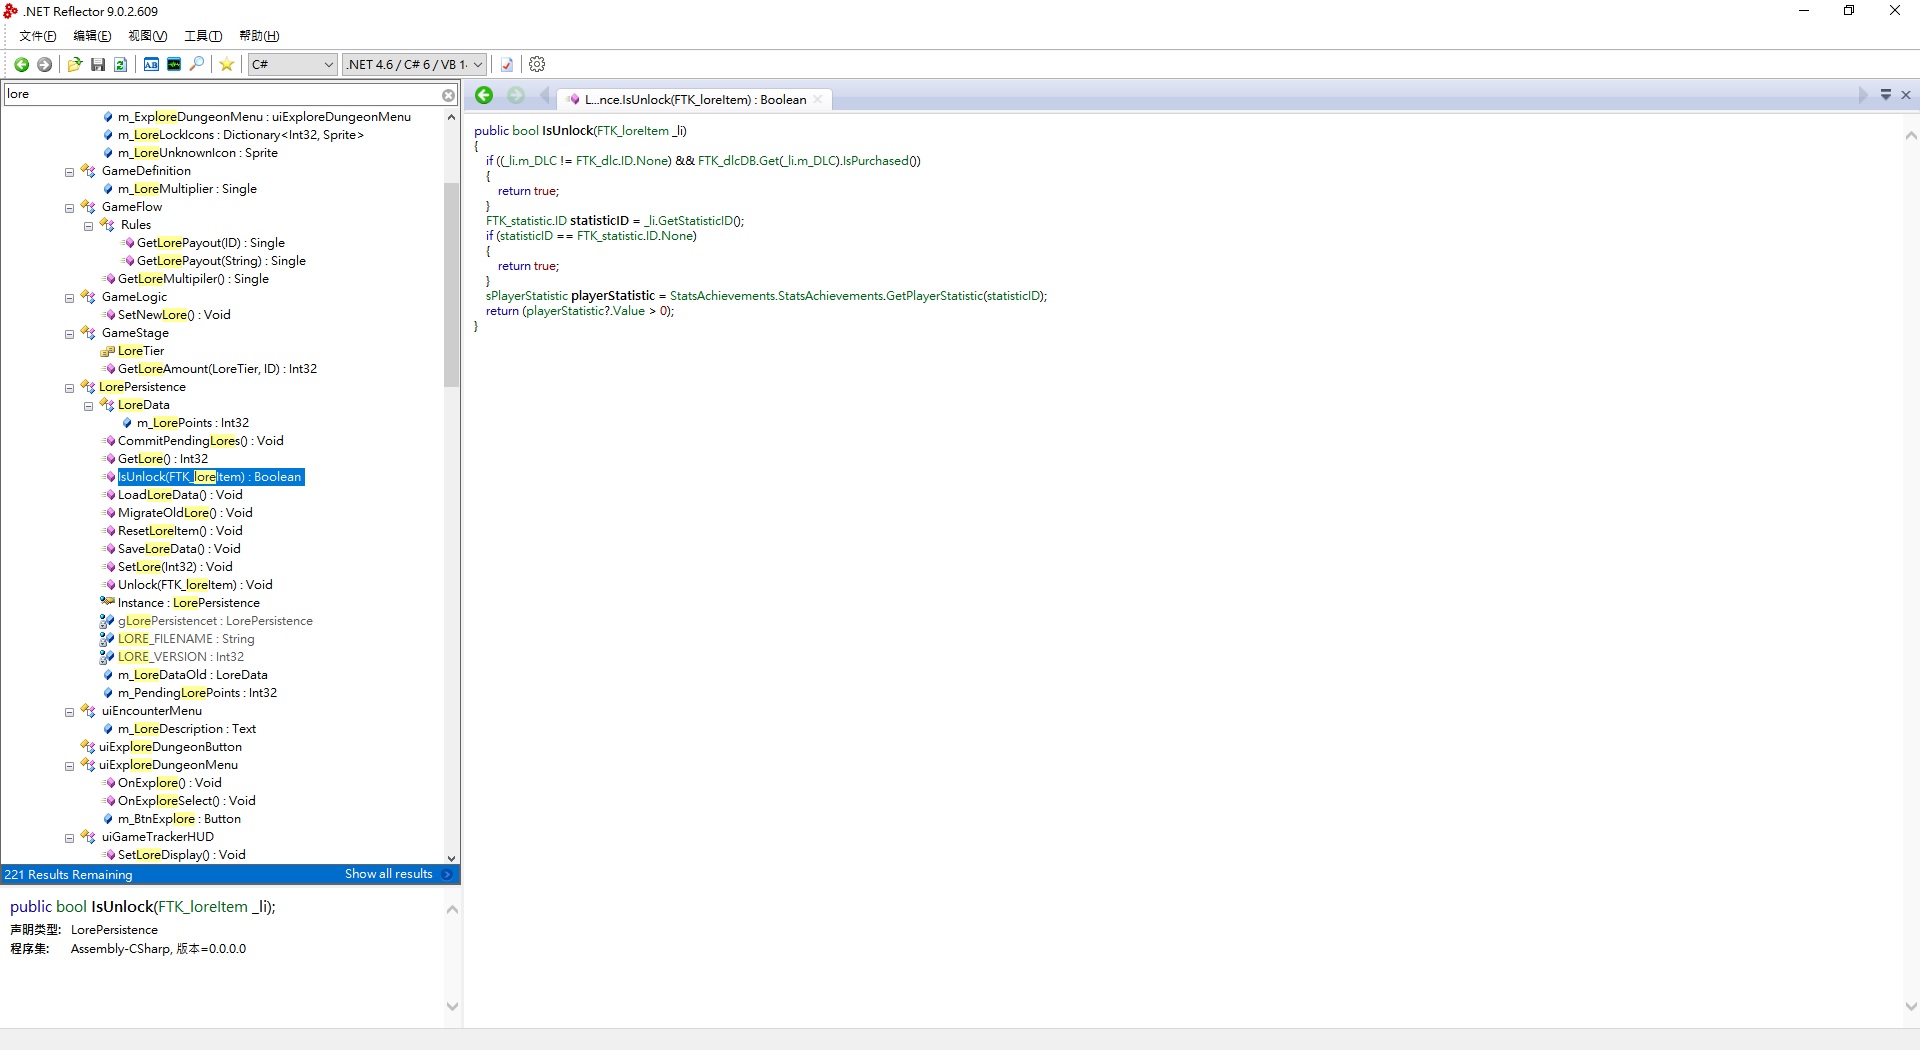 .NET Reflector 9.0.2.609
文件(F) 编辑(E) 视图(V) 工具(T) 帮助(H)
C# .NET 4.6 / C# 6 / VB 1
lore
L...nce.IsUnlock(FTK_loreItem) : Boolean
m_ExploreDungeonMenu : uiExploreDungeonMenu
m_LoreLockIcons : Dictionary<Int32, Sprite>
m_LoreUnknownIcon : Sprite
GameDefinition
m_LoreMultiplier : Single
GameFlow
Rules
GetLorePayout(ID) : Single
GetLorePayout(String) : Single
GetLoreMultipiler() : Single
GameLogic
SetNewLore() : Void
GameStage
LoreTier
GetLoreAmount(LoreTier, ID) : Int32
LorePersistence
LoreData
m_LorePoints : Int32
CommitPendingLores() : Void
GetLore() : Int32
IsUnlock(FTK_loreItem) : Boolean
LoadLoreData() : Void
MigrateOldLore() : Void
ResetLoreItem() : Void
SaveLoreData() : Void
SetLore(Int32) : Void
Unlock(FTK_loreItem) : Void
Instance : LorePersistence
gLorePersistencet : LorePersistence
LORE_FILENAME : String
LORE_VERSION : Int32
m_LoreDataOld : LoreData
m_PendingLorePoints : Int32
uiEncounterMenu
m_LoreDescription : Text
uiExploreDungeonButton
uiExploreDungeonMenu
OnExplore() : Void
OnExploreSelect() : Void
m_BtnExplore : Button
uiGameTrackerHUD
SetLoreDisplay() : Void
221 Results Remaining Show all results
public bool IsUnlock(FTK_loreItem _li);
声明类型: LorePersistence
程序集: Assembly-CSharp, 版本=0.0.0.0
public bool IsUnlock(FTK_loreItem _li)
{
if ((_li.m_DLC != FTK_dlc.ID.None) && FTK_dlcDB.Get(_li.m_DLC).IsPurchased())
{
return true;
}
FTK_statistic.ID statisticID = _li.GetStatisticID();
if (statisticID == FTK_statistic.ID.None)
{
return true;
}
sPlayerStatistic playerStatistic = StatsAchievements.StatsAchievements.GetPlayerStatistic(statisticID);
return (playerStatistic?.Value > 0);
}